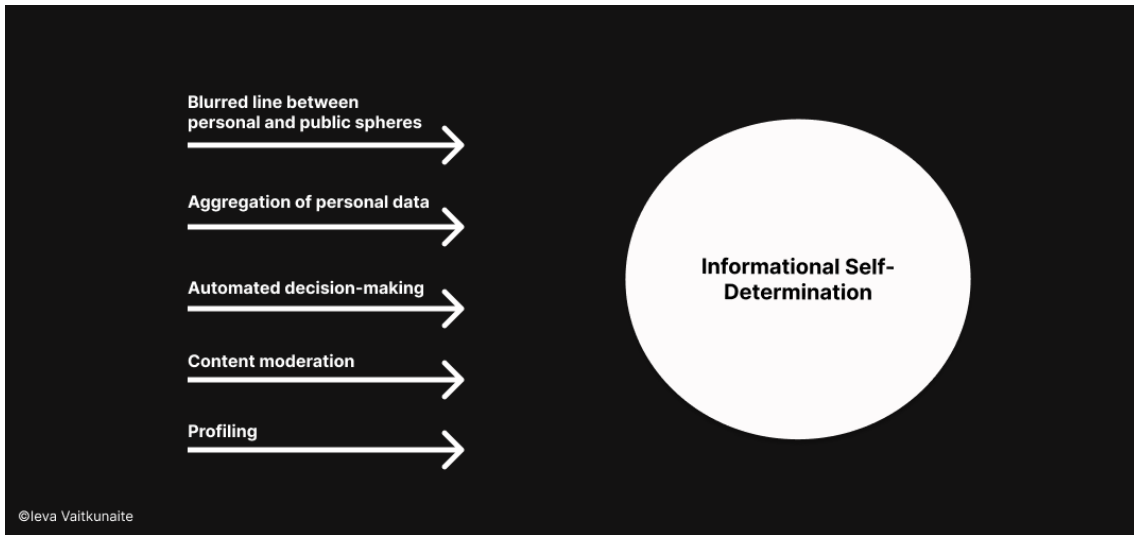 Blurred line between
personal and public spheres
Aggregation of personal data
Automated decision-making
Content moderation
Profiling
Informational Self-
Determination
©Ieva Vaitkunaite